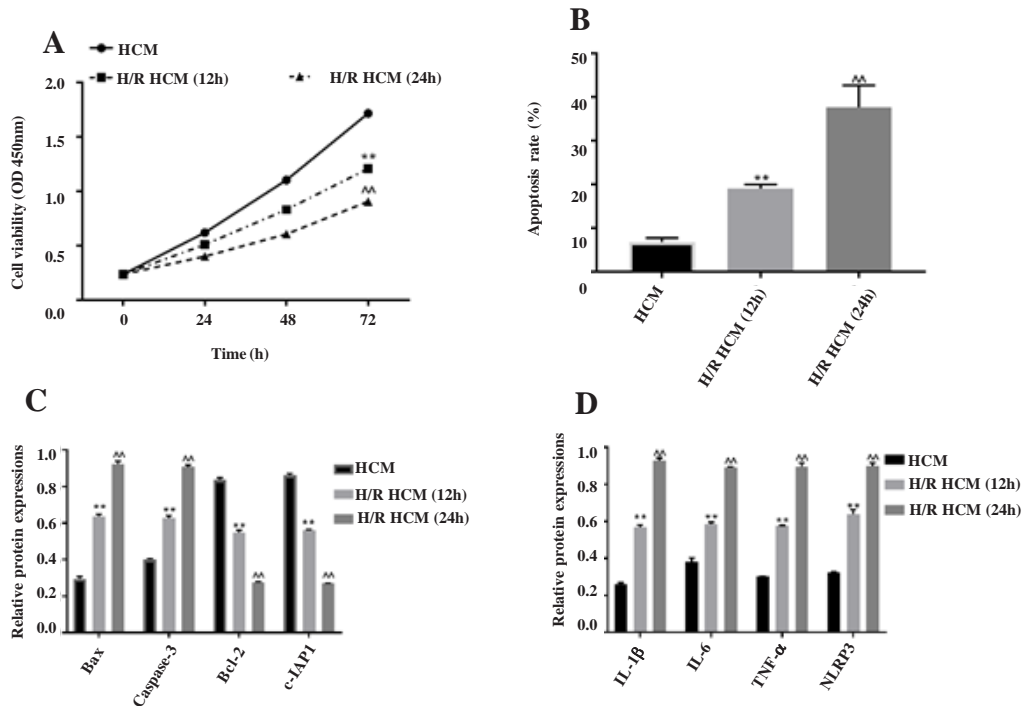 A
HCM
H/R HCM (12h)
H/R HCM (24h)
Cell viability (OD 450nm)
2.0
1.5
1.0
0.5
0.0
**
^^
0 24 48 72
Time (h)
B
Apoptosis rate (%)
50
40
30
20
10
0
**
^^
HCM
H/R HCM (12h)
H/R HCM (24h)
C
Relative protein expressions
1.0
0.8
0.6
0.4
0.2
0.0
** ^^ ** ^^ ** ^^ ** ^^
Bax
Caspase-3
Bcl-2
c-IAP1
HCM
H/R HCM (12h)
H/R HCM (24h)
D
Relative protein expressions
1.0
0.8
0.6
0.4
0.2
0.0
** ^^ ** ^^ ** ^^ ** ^^
IL-1β
IL-6
TNF-α
NLRP3
HCM
H/R HCM (12h)
H/R HCM (24h)